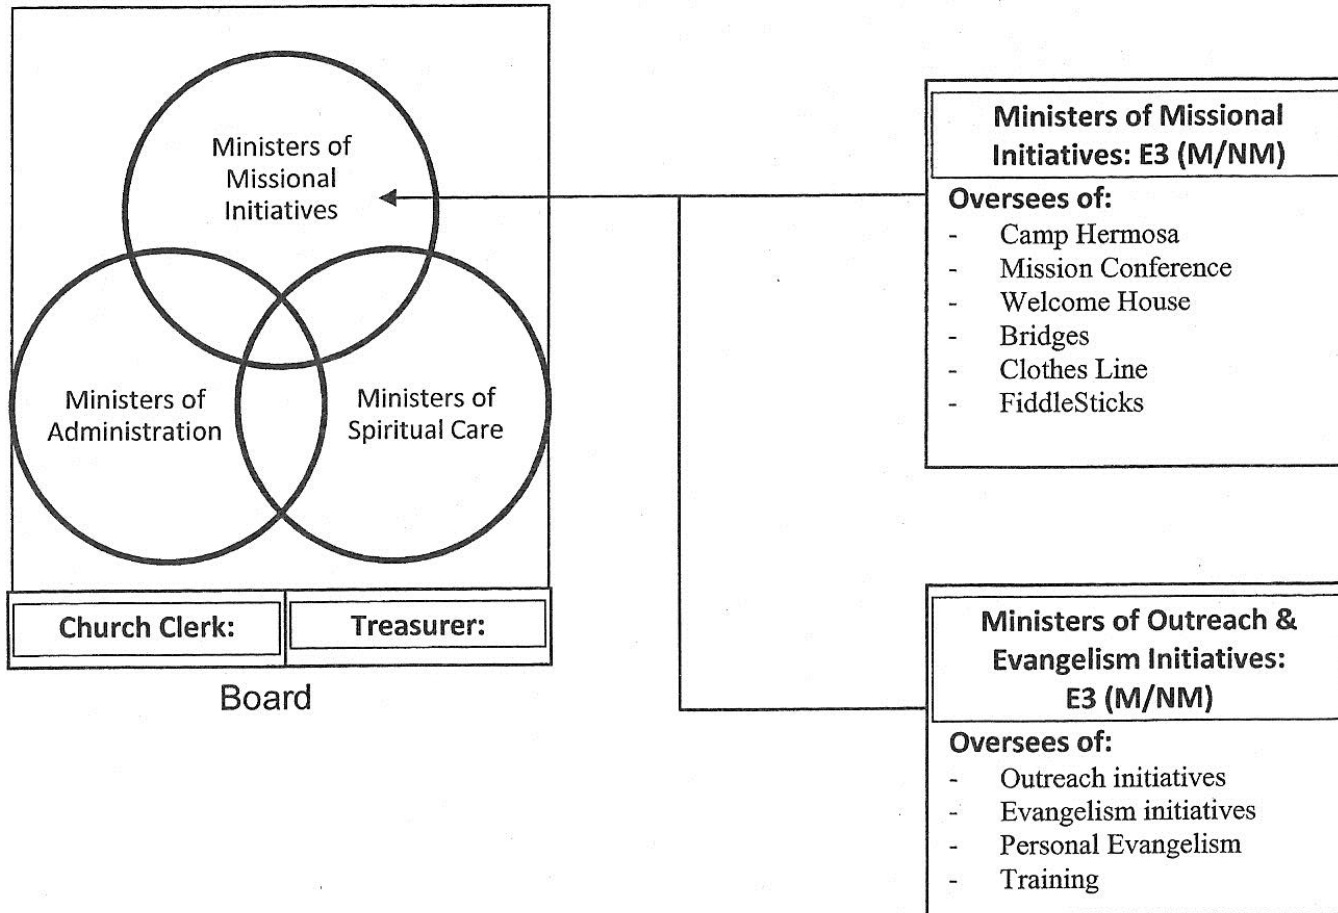 Ministers of
Missional
Initiatives
Ministers of
Administration
Ministers of
Spiritual Care
Church Clerk:
Treasurer:
Board
Ministers of Missional
Initiatives: E3 (M/NM)
Oversees of:
- Camp Hermosa
- Mission Conference
- Welcome House
- Bridges
- Clothes Line
- FiddleSticks
Ministers of Outreach &
Evangelism Initiatives:
E3 (M/NM)
Oversees of:
- Outreach initiatives
- Evangelism initiatives
- Personal Evangelism
- Training